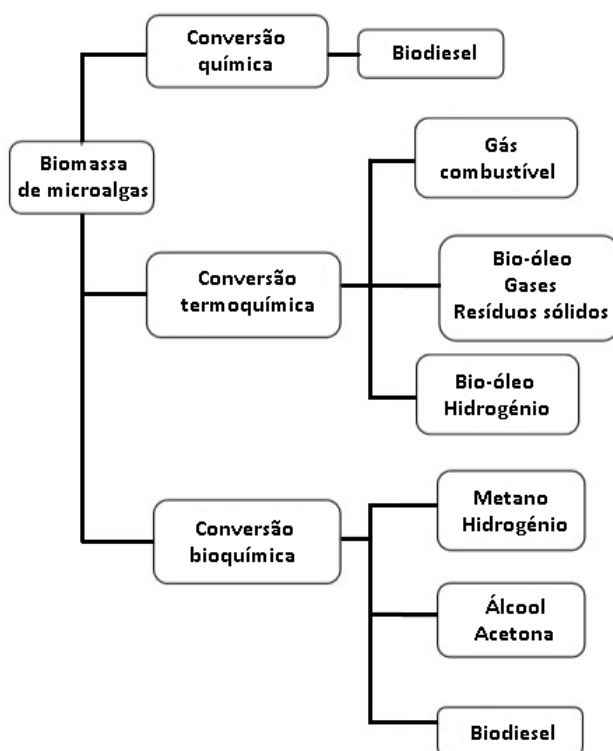 Conversão
química
Biodiesel
Biomassa
de microalgas
Gás
combustível
Conversão
termoquímica
Bio-óleo
Gases
Resíduos sólidos
Bio-óleo
Hidrogénio
Conversão
bioquímica
Metano
Hidrogénio
Álcool
Acetona
Biodiesel